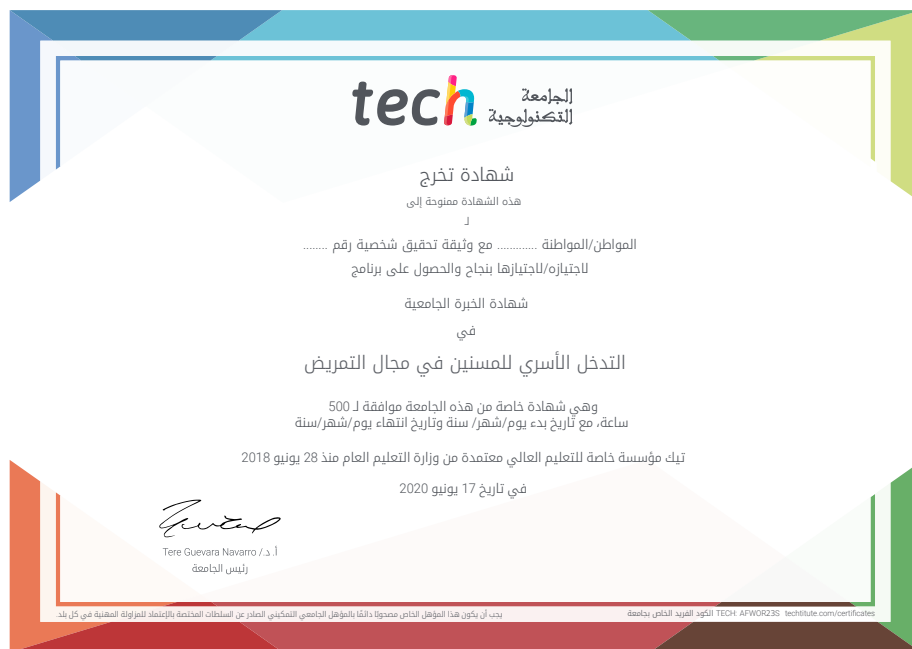 tech الجامعة
التكنولوجية
شهادة تخرج
هذه الشهادة ممنوحة إلى
لـ
المواطن/المواطنة ............. مع وثيقة تحقيق شخصية رقم ........
لاجتيازه/لاجتيازها بنجاح والحصول على برنامج
شهادة الخبرة الجامعية
في
التدخل الأسري للمسنين في مجال التمريض
وهي شهادة خاصة من هذه الجامعة موافقة لـ 500
ساعة، مع تاريخ بدء يوم/شهر/ سنة وتاريخ انتهاء يوم/شهر/سنة
تيك مؤسسة خاصة للتعليم العالي معتمدة من وزارة التعليم العام منذ 28 يونيو 2018
في تاريخ 17 يونيو 2020
أ. د./ Tere Guevara Navarro
رئيس الجامعة
يجب أن يكون هذا المؤهل الخاص مصحوبًا دائمًا بالمؤهل الجامعي التمكيني الصادر عن السلطات المختصة بالإعتماد للمزاولة المهنية في كل بلد.
الكود الفريد الخاص بجامعة TECH: AFWOR23S techtitute.com/certificates